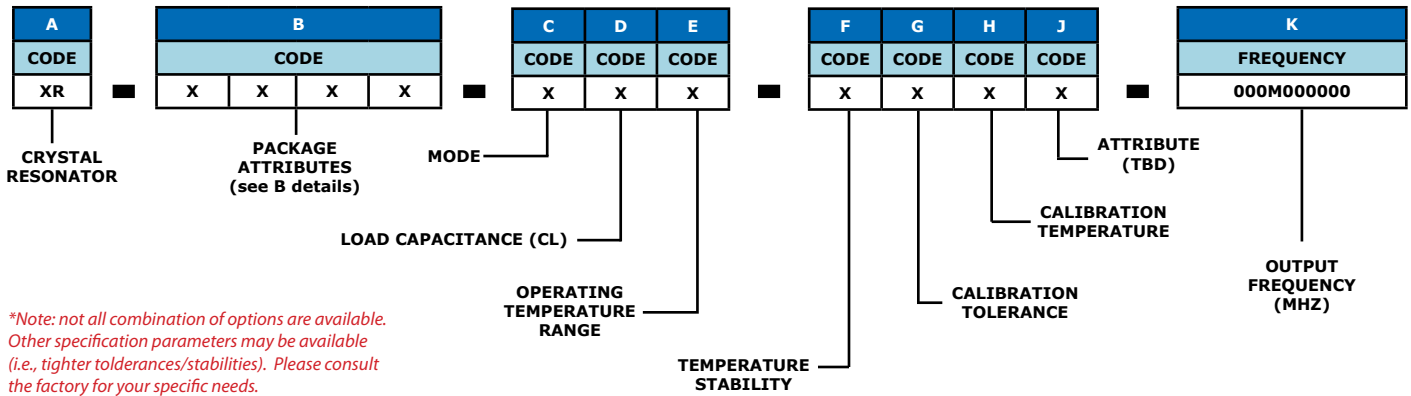 A B C D E F G H J K
CODE CODE CODE CODE CODE CODE CODE CODE CODE FREQUENCY
XR X X X X X X X X X X X 000M000000
CRYSTAL
RESONATOR
PACKAGE
ATTRIBUTES
(see B details)
MODE
LOAD CAPACITANCE (CL)
OPERATING
TEMPERATURE
RANGE
TEMPERATURE
STABILITY
CALIBRATION
TOLERANCE
CALIBRATION
TEMPERATURE
ATTRIBUTE
(TBD)
OUTPUT
FREQUENCY
(MHZ)
*Note: not all combination of options are available.
Other specification parameters may be available
(i.e., tighter tolderances/stabilities). Please consult
the factory for your specific needs.